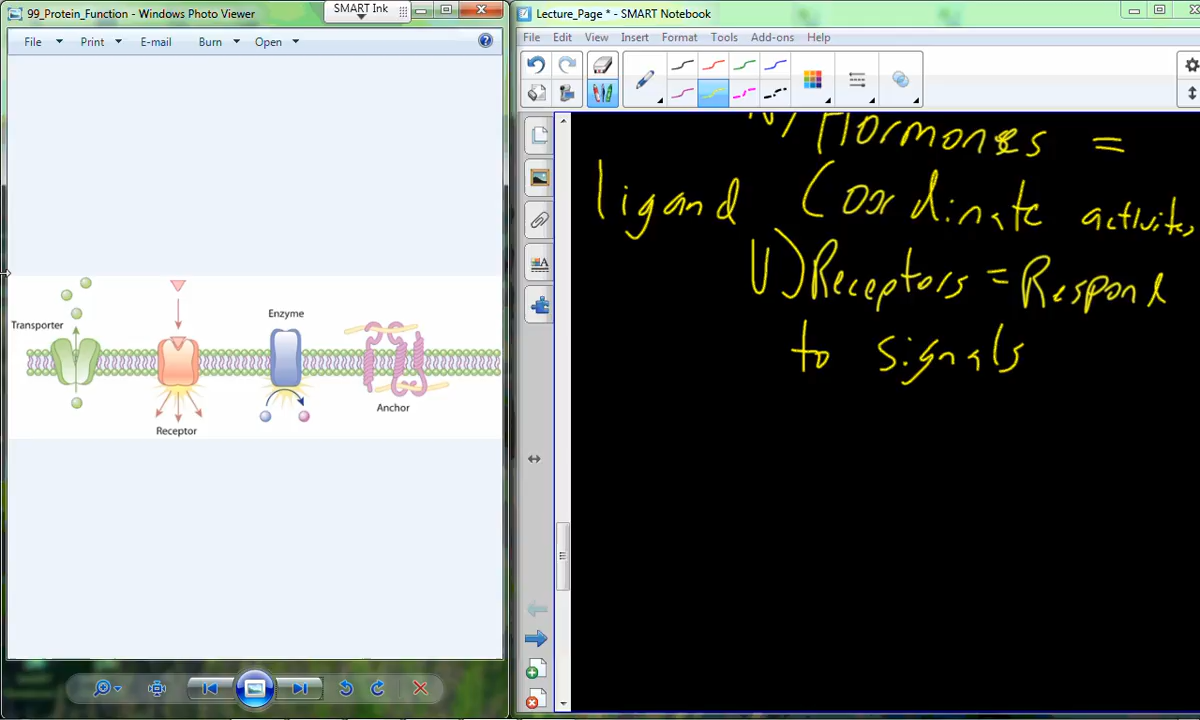 99_Protein_Function - Windows Photo Viewer
SMART Ink
File Print E-mail Burn Open
Transporter
Enzyme
Receptor
Anchor
Lecture_Page * - SMART Notebook
File Edit View Insert Format Tools Add-ons Help
Hormones =
ligand Coordinate
V) Receptors = Respond
to signals